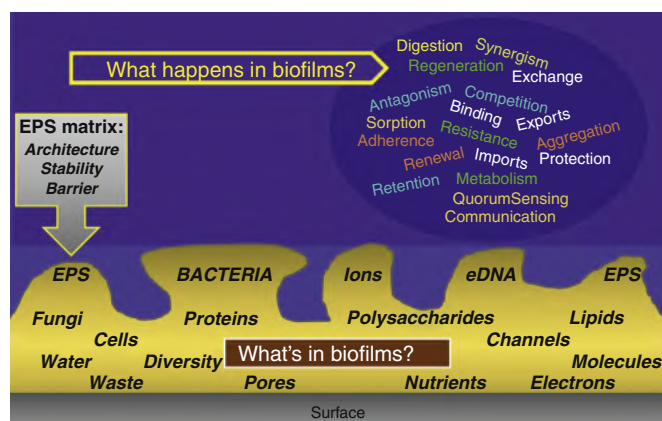 What happens in biofilms?
Digestion
Synergism
Regeneration
Exchange
Antagonism
Competition
Binding
Exports
Sorption
Resistance
Aggregation
Adherence
Renewal
Imports
Protection
Retention
Metabolism
QuorumSensing
Communication
EPS matrix:
Architecture
Stability
Barrier
EPS BACTERIA Ions eDNA EPS
Fungi Proteins Polysaccharides Lipids
Cells Channels
Water Diversity What's in biofilms? Molecules
Waste Pores Nutrients Electrons
Surface